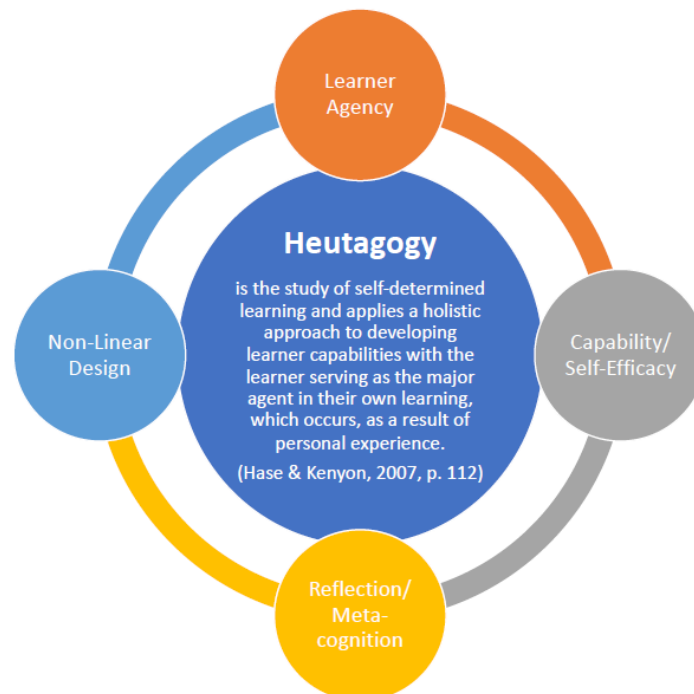 Learner
Agency
Heutagogy
is the study of self-determined
learning and applies a holistic
approach to developing
learner capabilities with the
learner serving as the major
agent in their own learning,
which occurs, as a result of
personal experience.
(Hase & Kenyon, 2007, p. 112)
Non-Linear
Design
Capability/
Self-Efficacy
Reflection/
Meta-
cognition